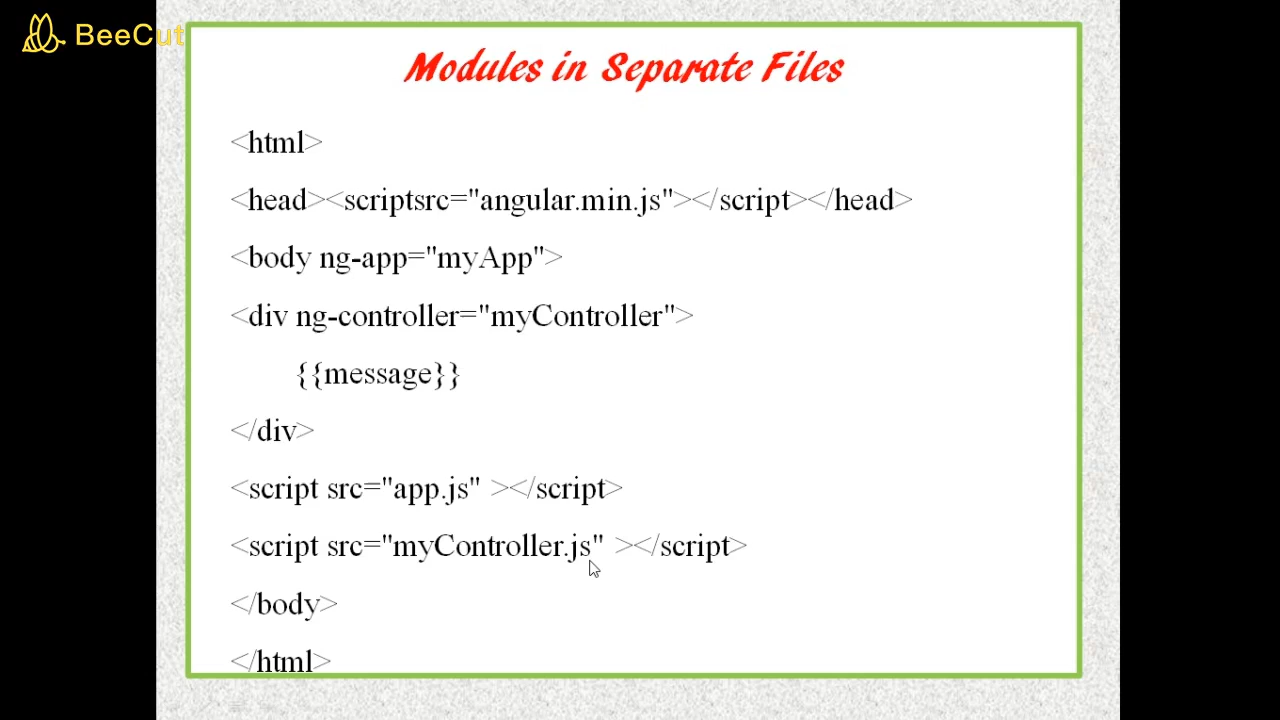 BeeCut
Modules in Separate Files
<html>
<head><scriptsrc="angular.min.js"></script></head>
<body ng-app="myApp">
<div ng-controller="myController">
{{message}}
</div>
<script src="app.js" ></script>
<script src="myController.js" ></script>
</body>
</html>